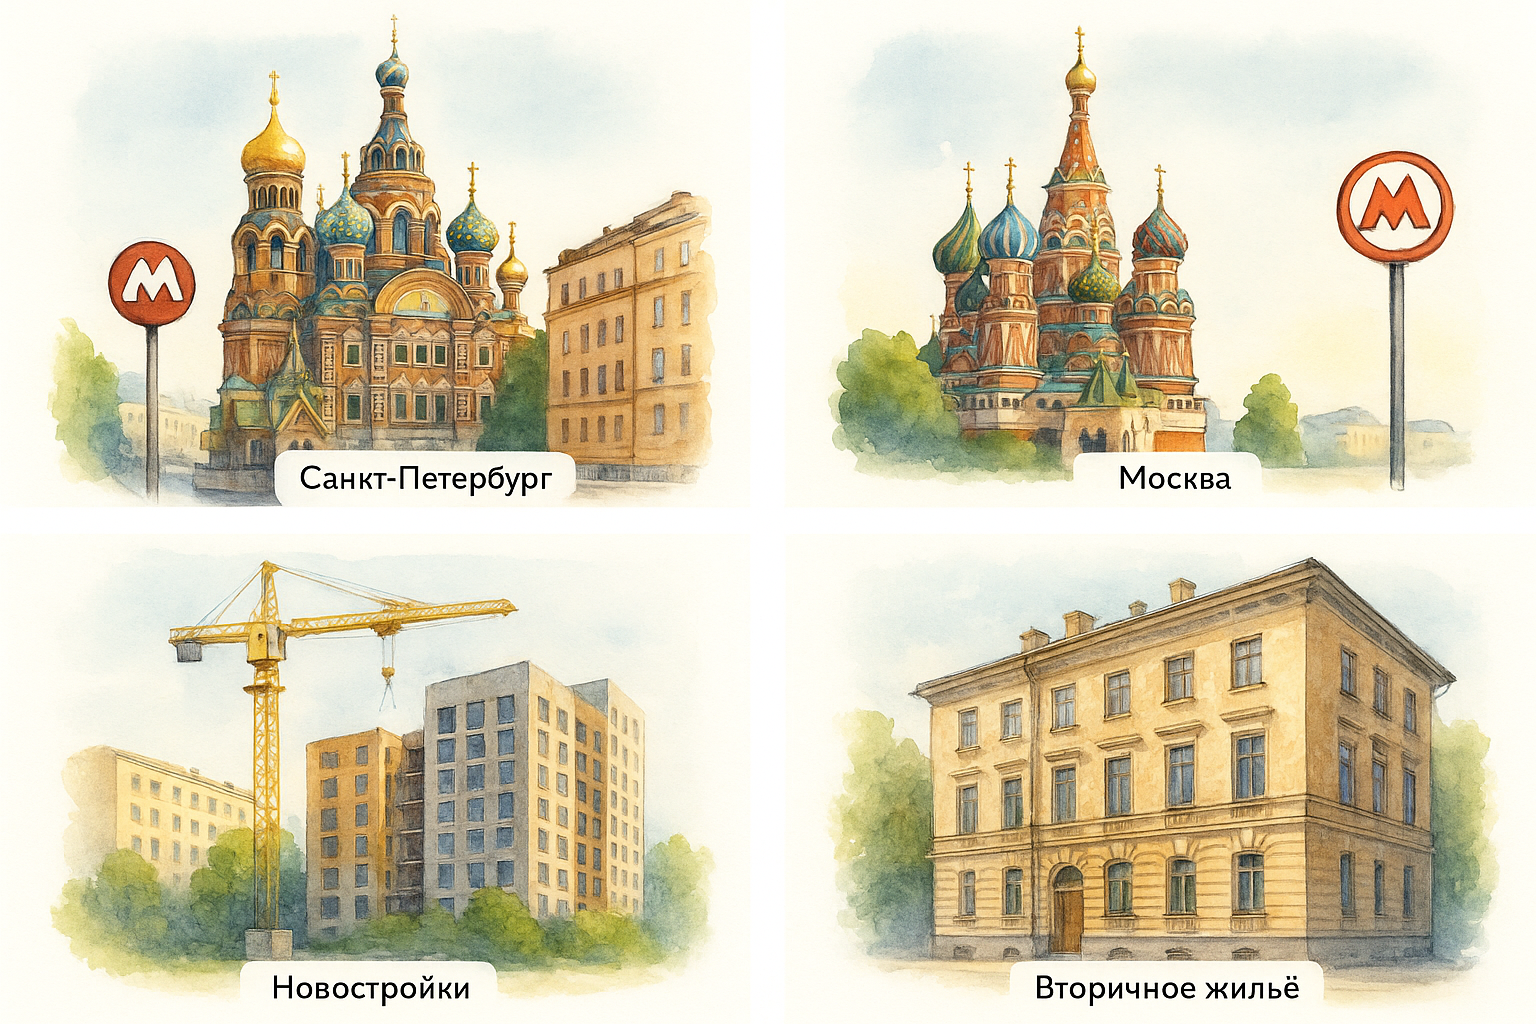 М
Санкт-Петербург
М
Москва
Новостройки
Вторичное жильё